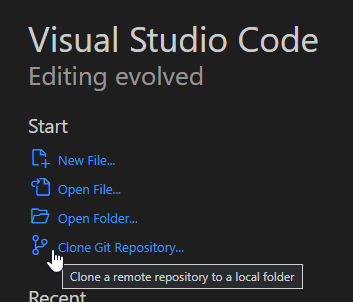 Visual Studio Code
Editing evolved
Start
New File...
Open File...
Open Folder...
Clone Git Repository...
Clone a remote repository to a local folder
Recent